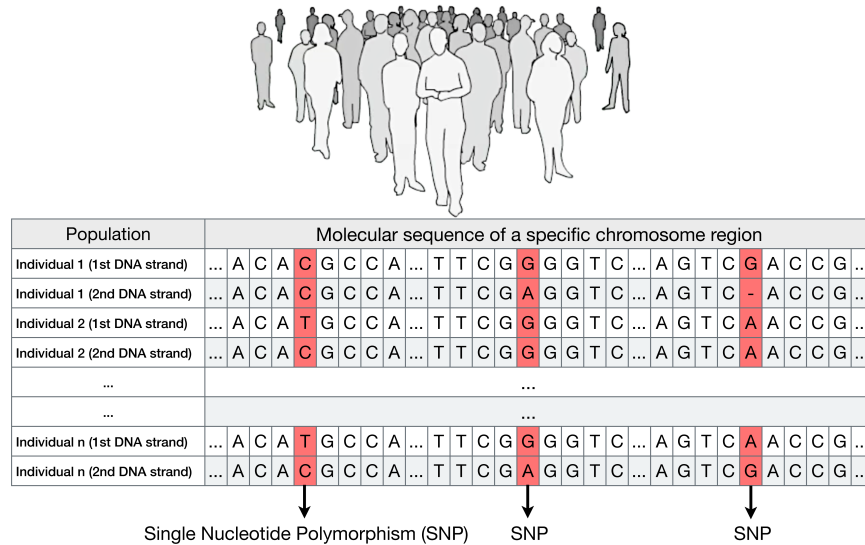 Population Molecular sequence of a specific chromosome region
Individual 1 (1st DNA strand) ... A C A C G C C A ... T T C G G G G T C ... A G T C G A C C G ...
Individual 1 (2nd DNA strand) ... A C A C G C C A ... T T C G A G G T C ... A G T C - A C C G ...
Individual 2 (1st DNA strand) ... A C A T G C C A ... T T C G G G G T C ... A G T C A A C C G ...
Individual 2 (2nd DNA strand) ... A C A C G C C A ... T T C G G G G T C ... A G T C A A C C G ...
... ...
... ...
Individual n (1st DNA strand) ... A C A T G C C A ... T T C G G G G T C ... A G T C A A C C G ...
Individual n (2nd DNA strand) ... A C A C G C C A ... T T C G A G G T C ... A G T C G A C C G ...
Single Nucleotide Polymorphism (SNP) SNP SNP